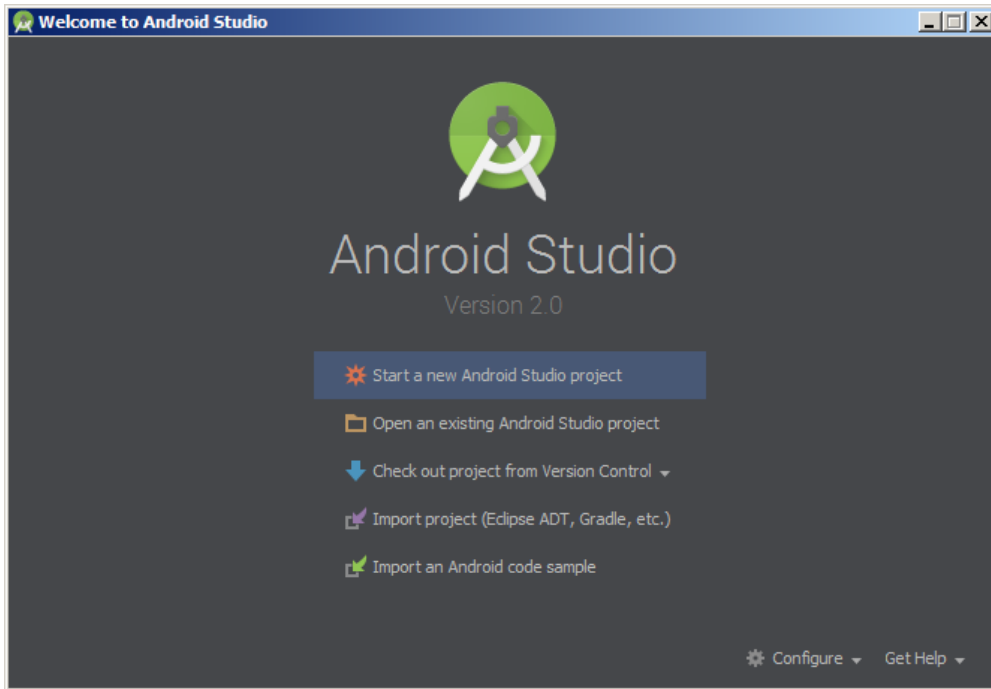 Welcome to Android Studio
Android Studio
Version 2.0
Start a new Android Studio project
Open an existing Android Studio project
Check out project from Version Control
Import project (Eclipse ADT, Gradle, etc.)
Import an Android code sample
Configure Get Help